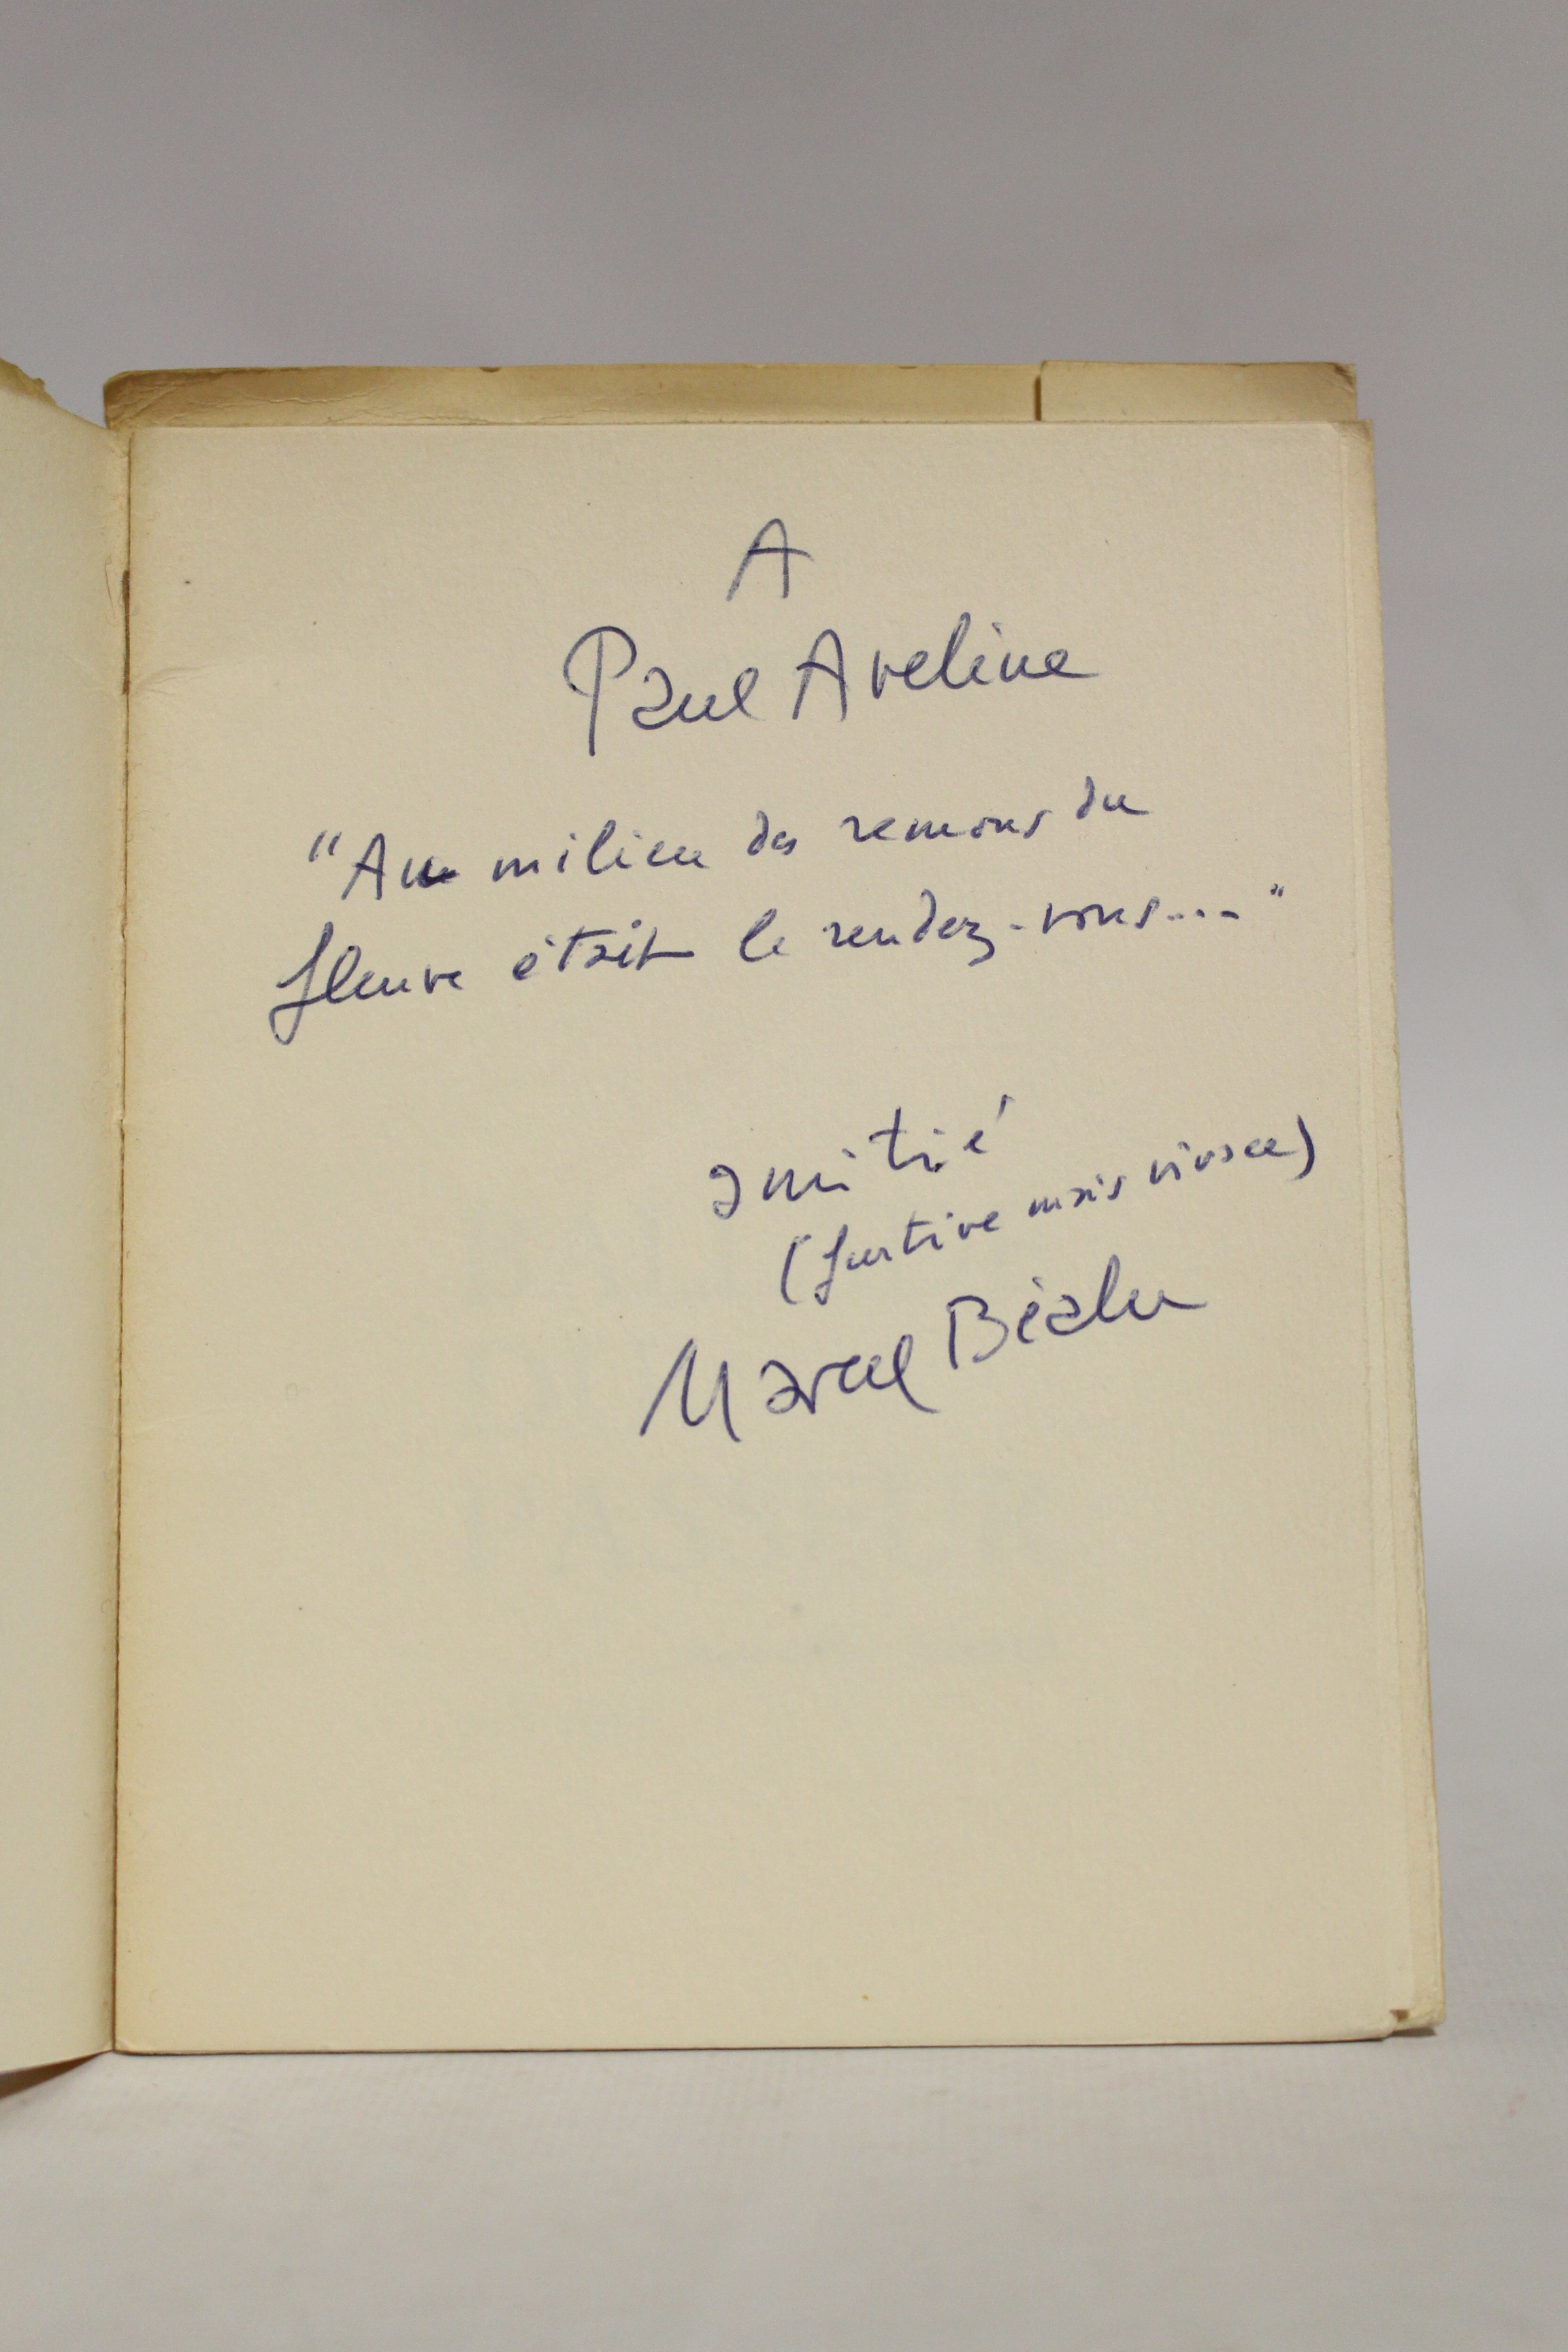 A
Paul Aveline
"Au milieu des remous du
fleuve était le rendez-vous...."
amitié
(furtive mais vivace)
Marcel Béalu